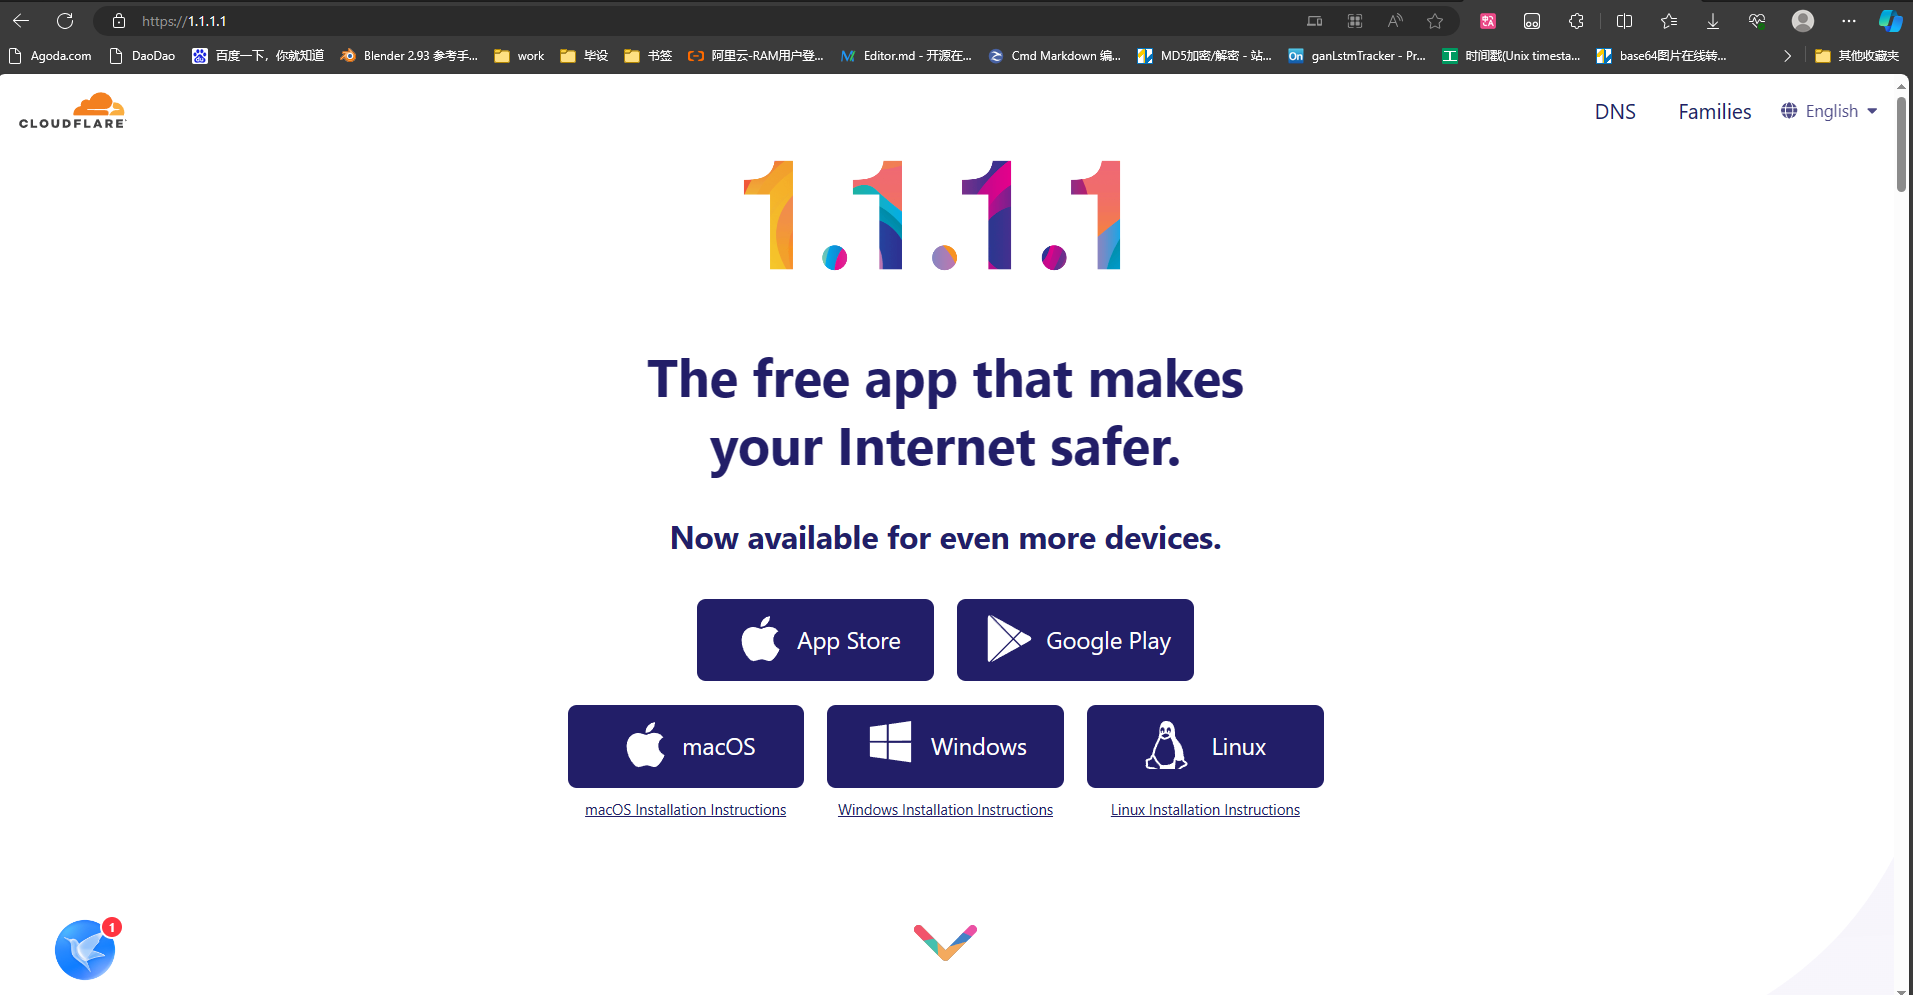 https://1.1.1.1
Agoda.com DaoDao 百度一下，你就知道 Blender 2.93 参考手... work 毕设 书签 阿里云-RAM用户登... Editor.md - 开源在... Cmd Markdown 编... MD5加密/解密 - 站... On ganLstmTracker - Pr... 工 时间戳(Unix timesta... base64图片在线转... 其他收藏夹
CLOUDFLARE
DNS Families English
1.1.1.1
The free app that makes
your Internet safer.
Now available for even more devices.
App Store Google Play
macOS Windows Linux
macOS Installation Instructions Windows Installation Instructions Linux Installation Instructions
1